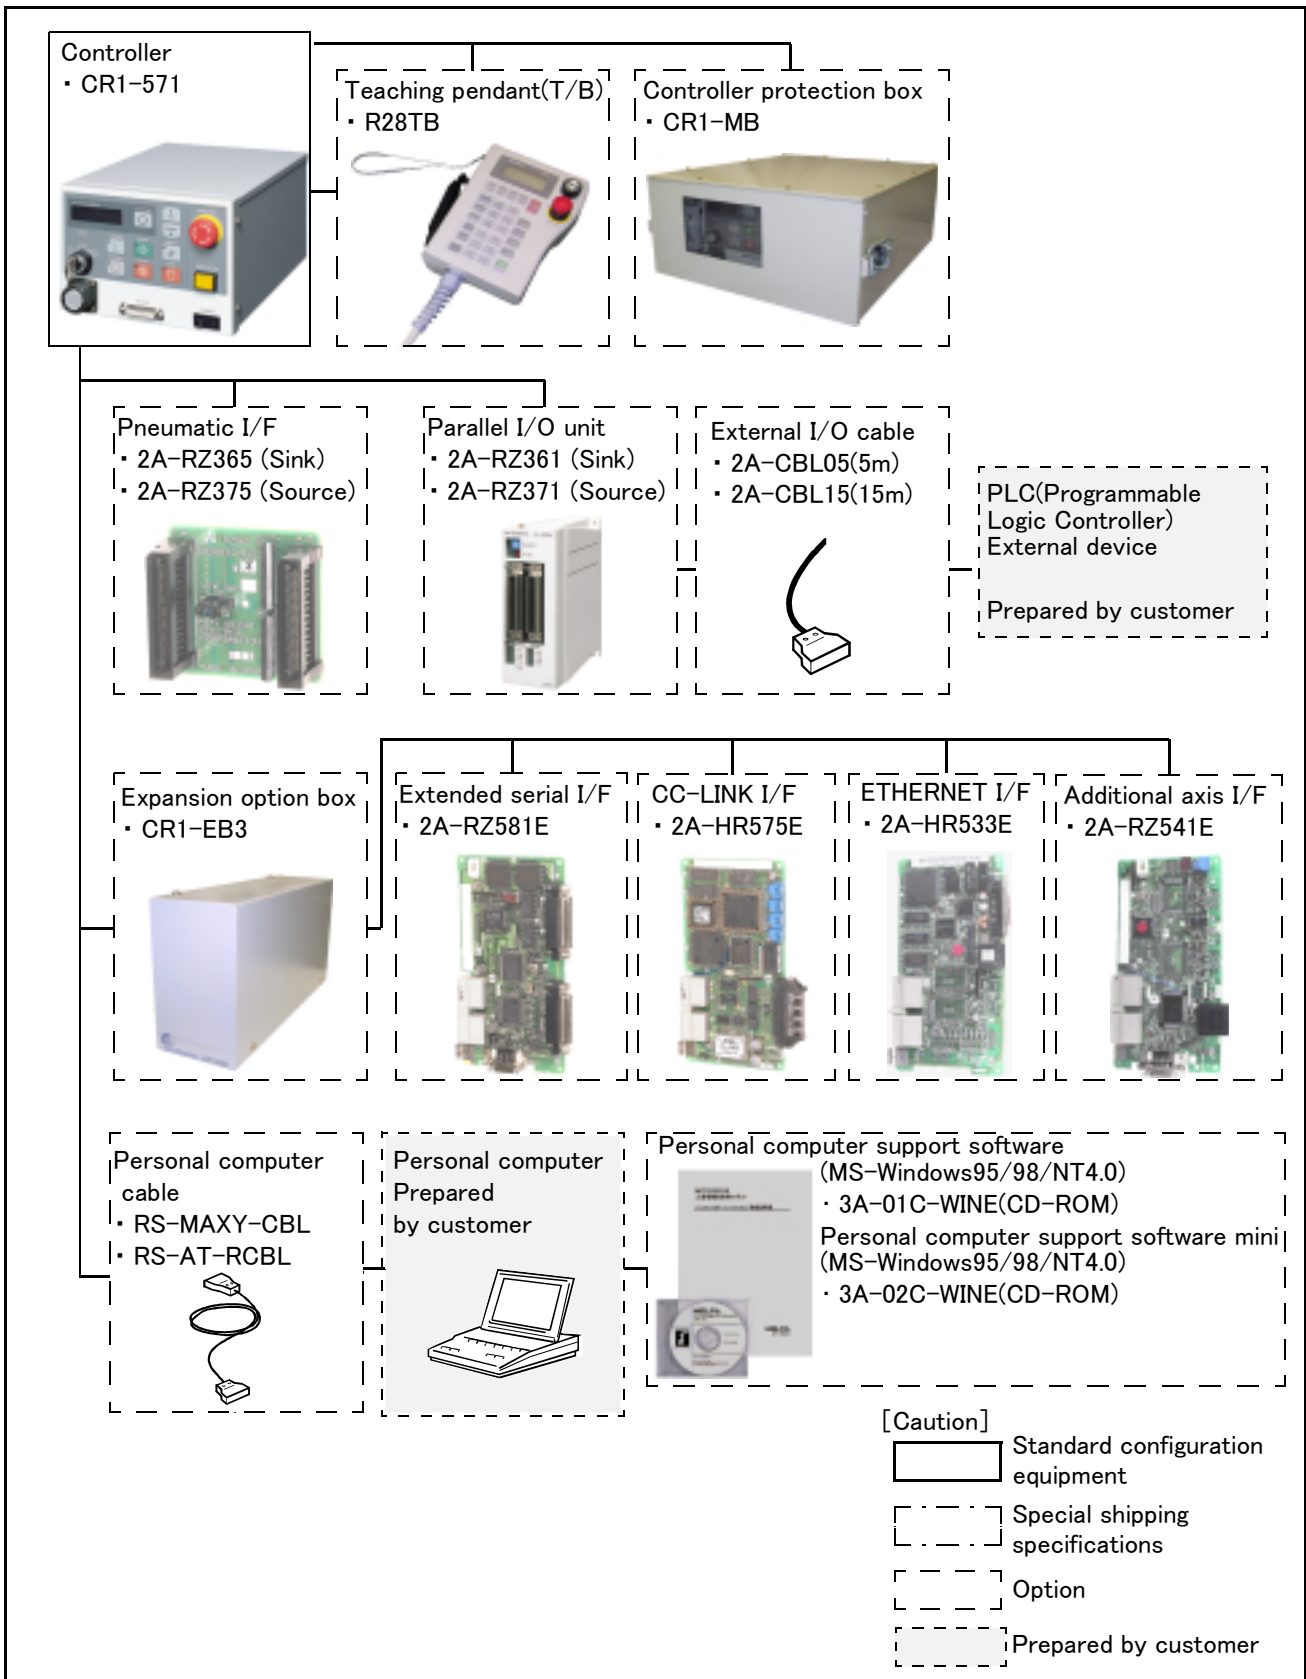 Controller
・ CR1-571
Teaching pendant(T/B)
・ R28TB
Controller protection box
・ CR1-MB
Pneumatic I/F
・ 2A-RZ365 (Sink)
・ 2A-RZ375 (Source)
Parallel I/O unit
・ 2A-RZ361 (Sink)
・ 2A-RZ371 (Source)
External I/O cable
・ 2A-CBL05(5m)
・ 2A-CBL15(15m)
PLC(Programmable
Logic Controller)
External device
Prepared by customer
Expansion option box
・ CR1-EB3
Extended serial I/F
・ 2A-RZ581E
CC-LINK I/F
・ 2A-HR575E
ETHERNET I/F
・ 2A-HR533E
Additional axis I/F
・ 2A-RZ541E
Personal computer
cable
・ RS-MAXY-CBL
・ RS-AT-RCBL
Personal computer
Prepared
by customer
Personal computer support software
(MS-Windows95/98/NT4.0)
・ 3A-01C-WINE(CD-ROM)
Personal computer support software mini
(MS-Windows95/98/NT4.0)
・ 3A-02C-WINE(CD-ROM)
[Caution]
Standard configuration
equipment
Special shipping
specifications
Option
Prepared by customer